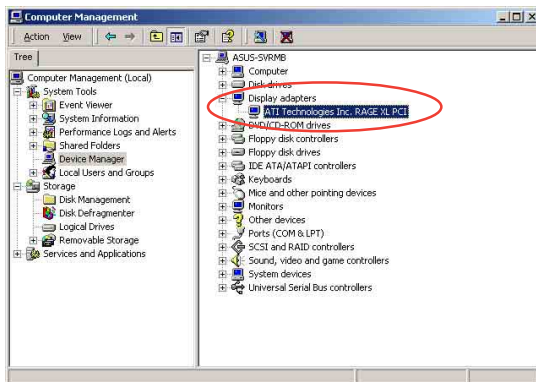 Computer Management
Action View
Tree
Computer Management (Local)
System Tools
Event Viewer
System Information
Performance Logs and Alerts
Shared Folders
Device Manager
Local Users and Groups
Storage
Disk Management
Disk Defragmenter
Logical Drives
Removable Storage
Services and Applications
ASUS-SVRMB
Computer
Disk drives
Display adapters
ATI Technologies Inc. RAGE XL PCI
DVD/CD-ROM drives
Floppy disk controllers
Floppy disk drives
IDE ATA/ATAPI controllers
Keyboards
Mice and other pointing devices
Monitors
Other devices
Ports (COM & LPT)
SCSI and RAID controllers
Sound, video and game controllers
System devices
Universal Serial Bus controllers